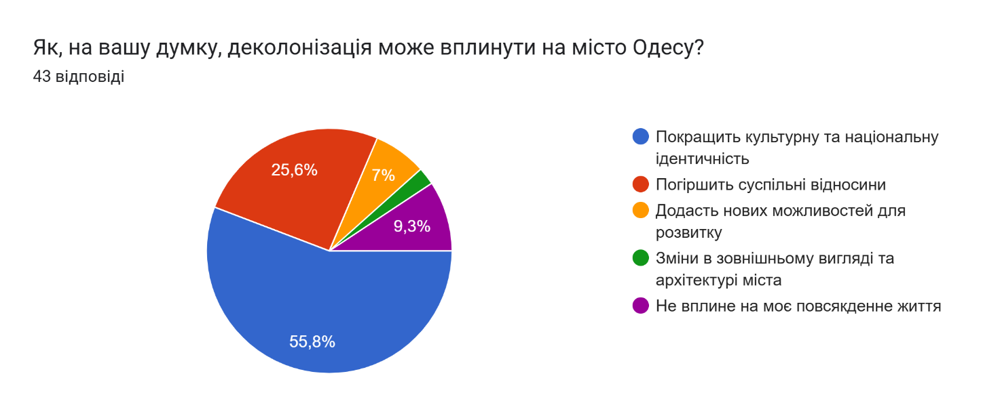 Як, на вашу думку, деколонізація може вплинути на місто Одесу?
43 відповіді
25,6%
7%
9,3%
55,8%
Покращить культурну та національну
ідентичність
Погіршить суспільні відносини
Додасть нових можливостей для
розвитку
Зміни в зовнішньому вигляді та
архітектурі міста
Не вплине на моє повсякденне життя